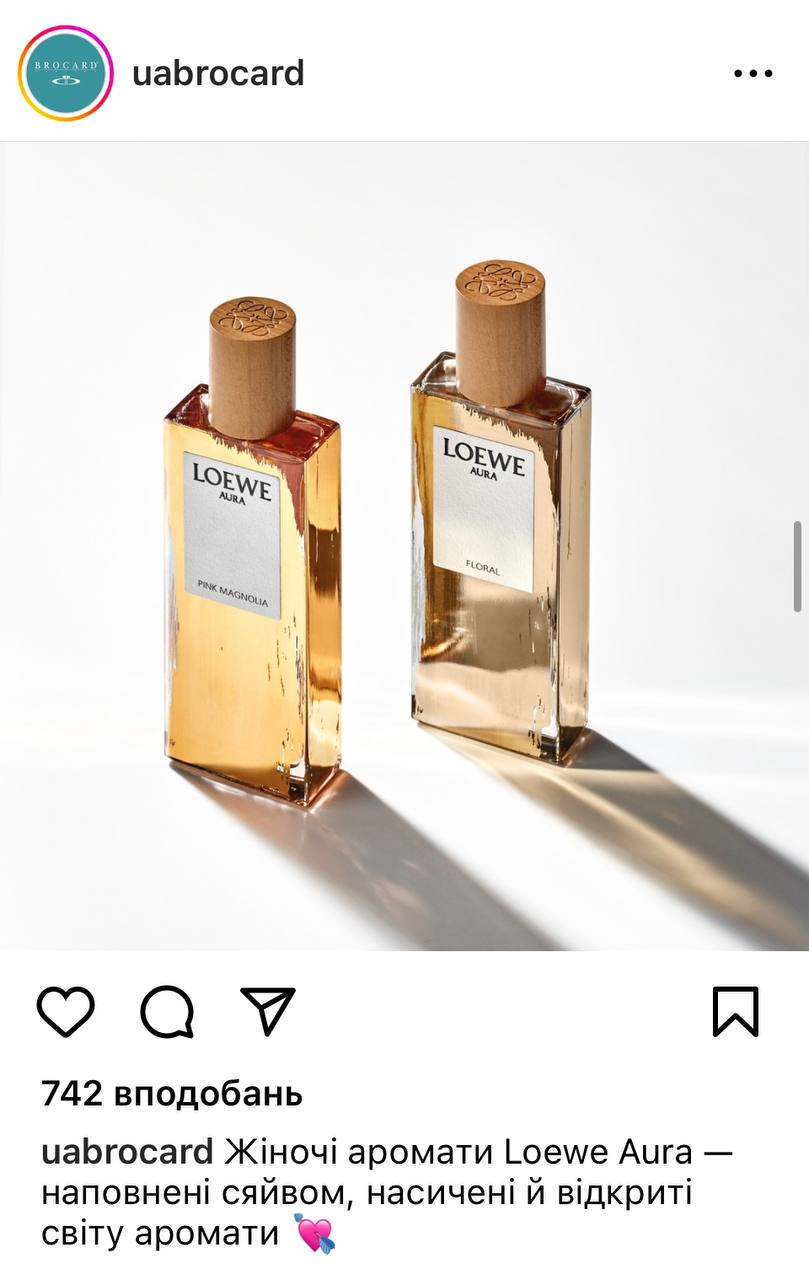 BROCARD
uabrocard
LOEWE
AURA
PINK MAGNOLIA
LOEWE
AURA
FLORAL
742 вподобань
uabrocard Жіночі аромати Loewe Aura —
наповнені сяйвом, насичені й відкриті
світу аромати 💘